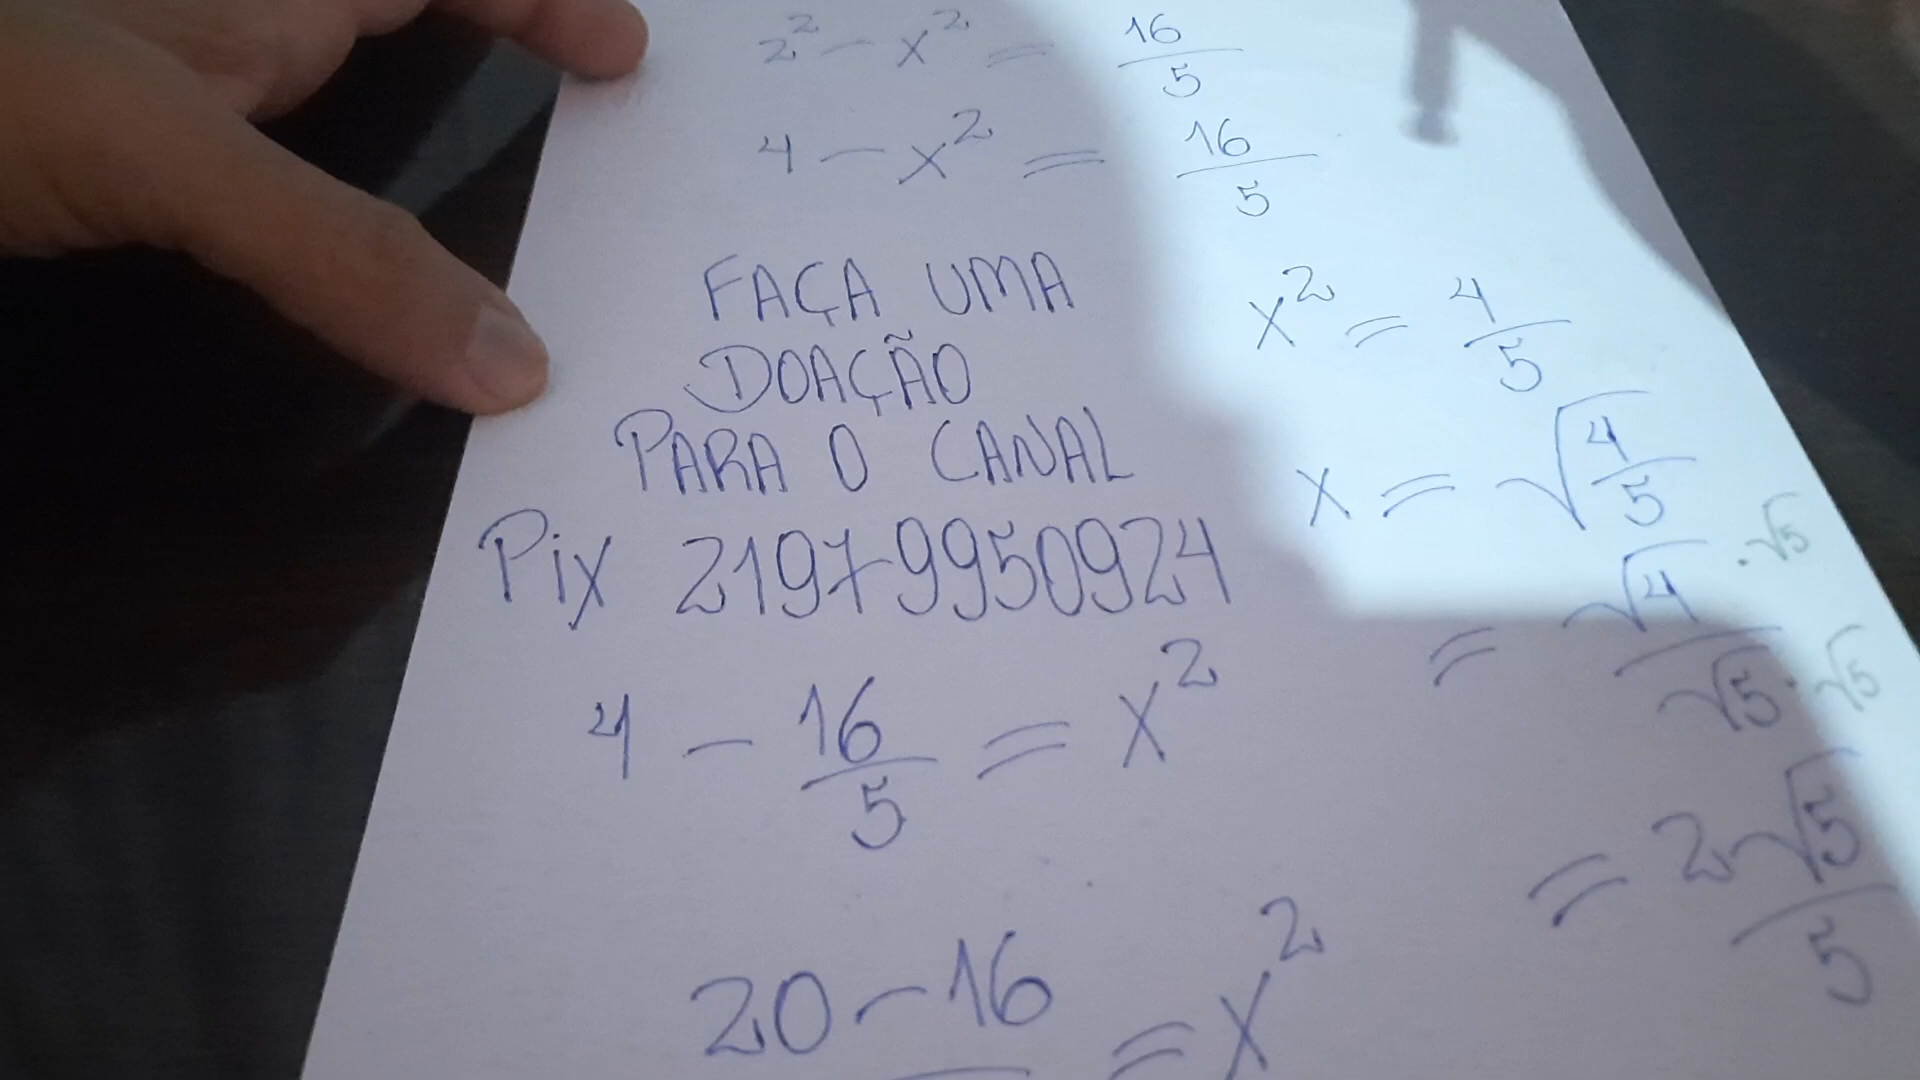 2² - x² = 16/5
4 - x² = 16/5
FAÇA UMA
DOAÇÃO
PARA O CANAL
Pix 21979950924
4 - 16/5 = x²
20 - 16 = x²
x² = 4/5
x = √(4/5)
= √4/√5 · √5/√5
= 2√5/5